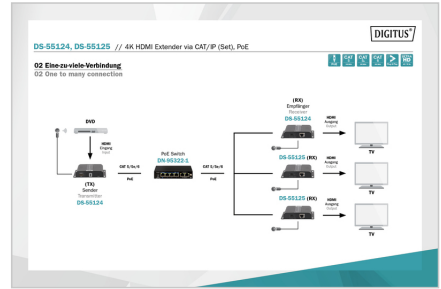 DIGITUS®
DS-55124, DS-55125 // 4K HDMI Extender via CAT/IP (Set), PoE
02 Eine-zu-viele-Verbindung
02 One to many connection
DVD
HDMI
Eingang
Input
(TX)
Sender
Transmitter
DS-55124
CAT 5/5e/6
PoE
PoE Switch
DN-95322-1
CAT 5/5e/6
PoE
(RX)
Empfänger
Receiver
DS-55124
HDMI
Ausgang
Output
TV
DS-55125 (RX)
HDMI
Ausgang
Output
TV
DS-55125 (RX)
HDMI
Ausgang
Output
TV